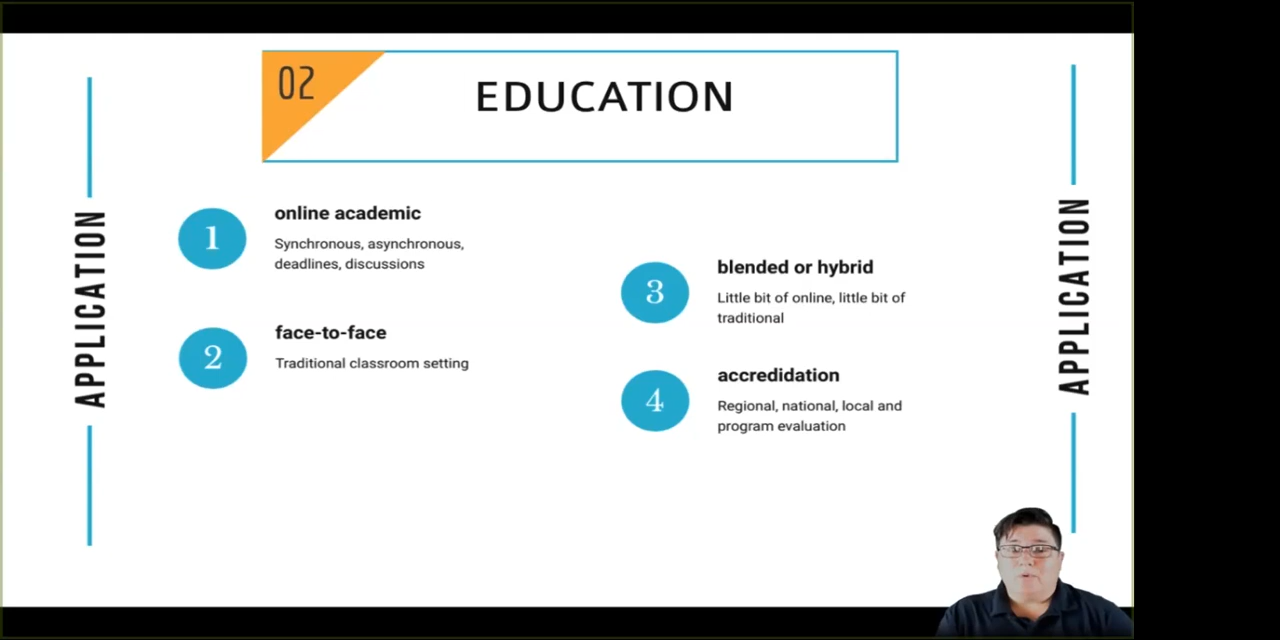 02
EDUCATION
APPLICATION
1
online academic
Synchronous, asynchronous,
deadlines, discussions
2
face-to-face
Traditional classroom setting
3
blended or hybrid
Little bit of online, little bit of
traditional
4
accredidation
Regional, national, local and
program evaluation
APPLICATION